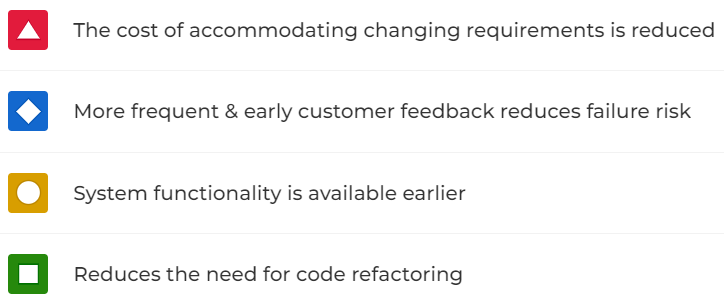 The cost of accommodating changing requirements is reduced
More frequent & early customer feedback reduces failure risk
System functionality is available earlier
Reduces the need for code refactoring